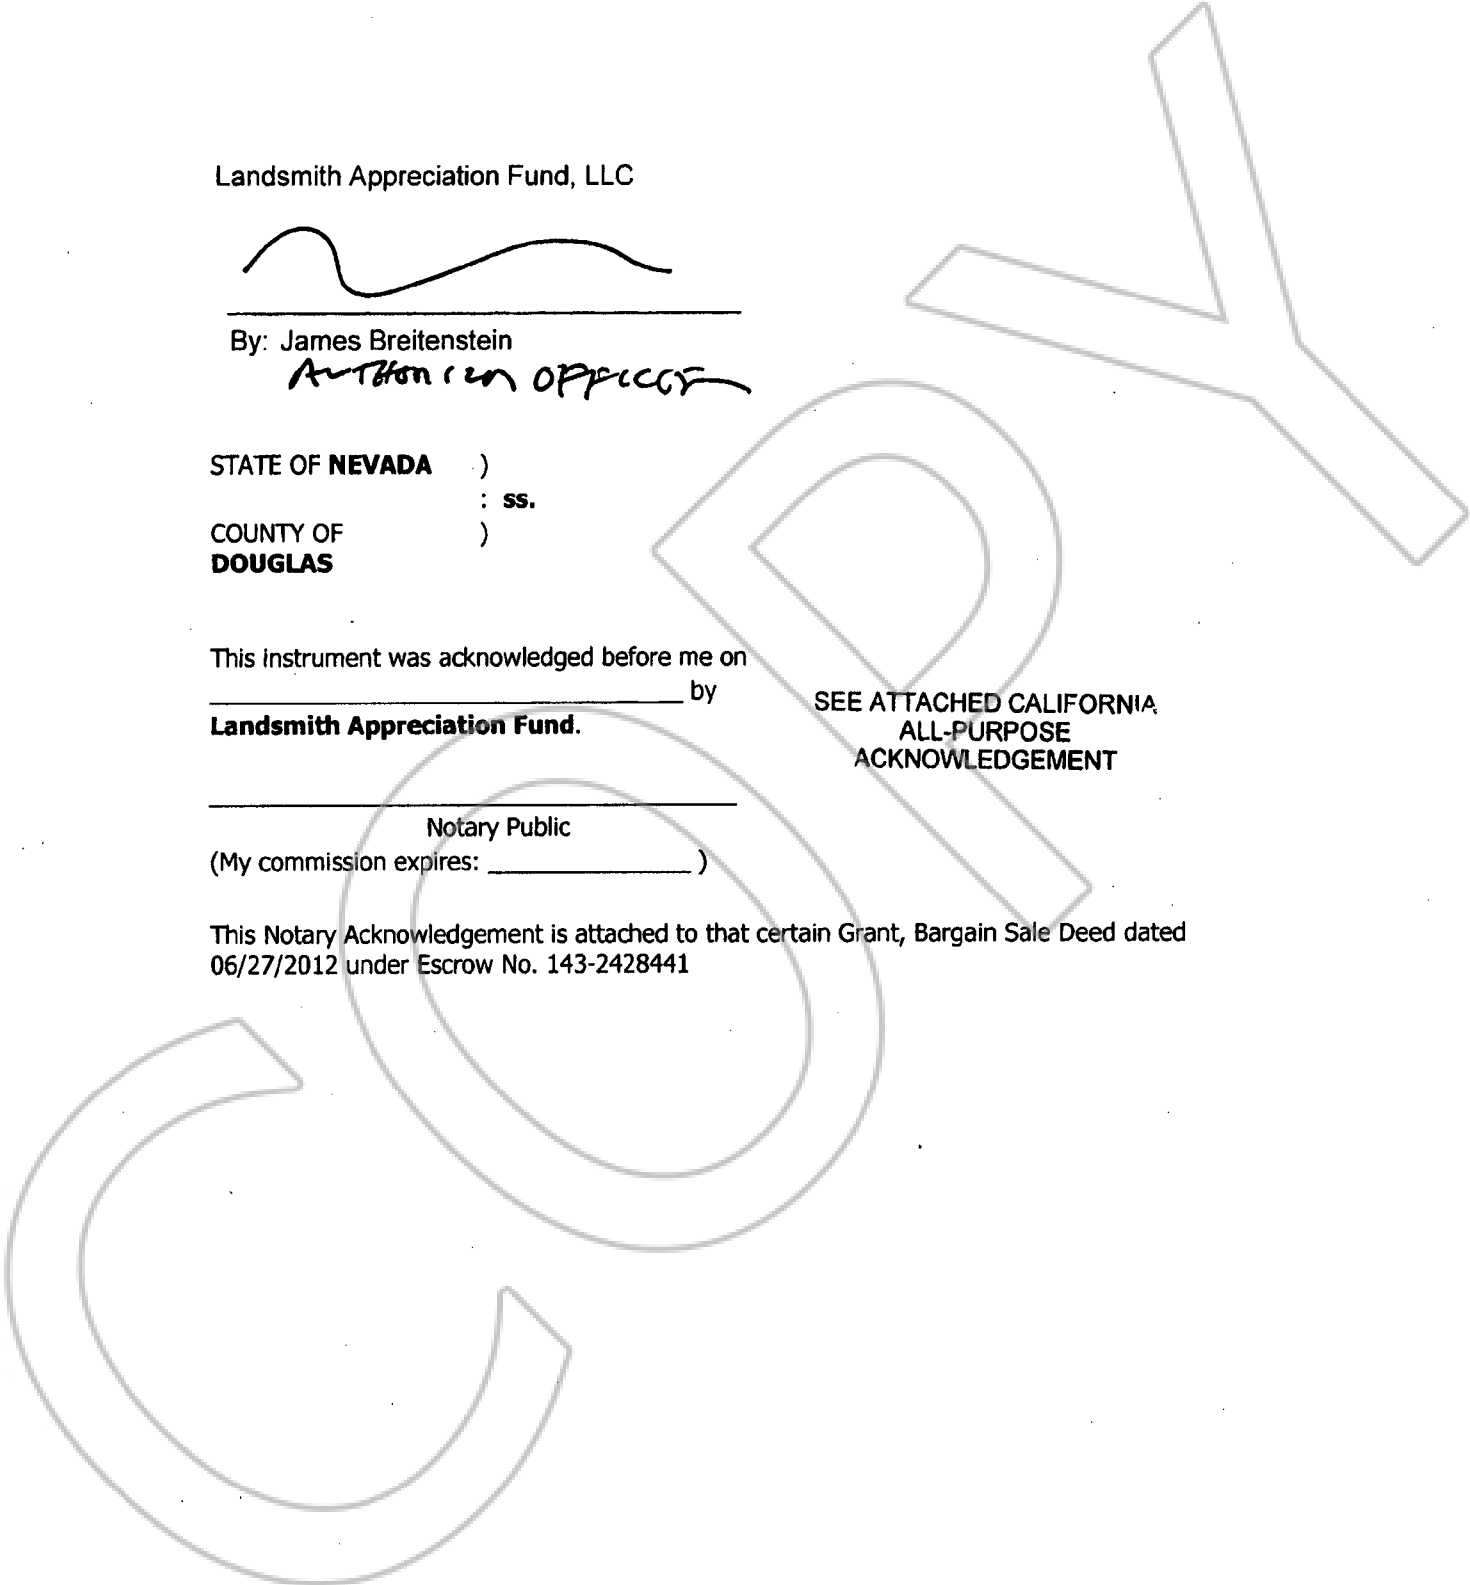 Landsmith Appreciation Fund, LLC
By: James Breitenstein
AUTHORIZED OFFICER
STATE OF NEVADA )
: ss.
COUNTY OF )
DOUGLAS
This instrument was acknowledged before me on
by
Landsmith Appreciation Fund.
SEE ATTACHED CALIFORNIA
ALL-PURPOSE
ACKNOWLEDGEMENT
Notary Public
(My commission expires: )
This Notary Acknowledgement is attached to that certain Grant, Bargain Sale Deed dated
06/27/2012 under Escrow No. 143-2428441
COPY